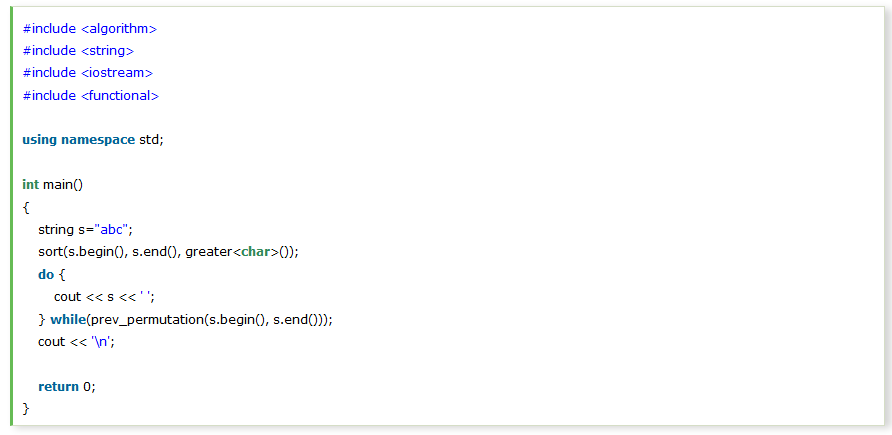 #include <algorithm>
#include <string>
#include <iostream>
#include <functional>
using namespace std;
int main()
{
string s="abc";
sort(s.begin(), s.end(), greater<char>());
do {
cout << s << ' ';
} while(prev_permutation(s.begin(), s.end()));
cout << '\n';
return 0;
}